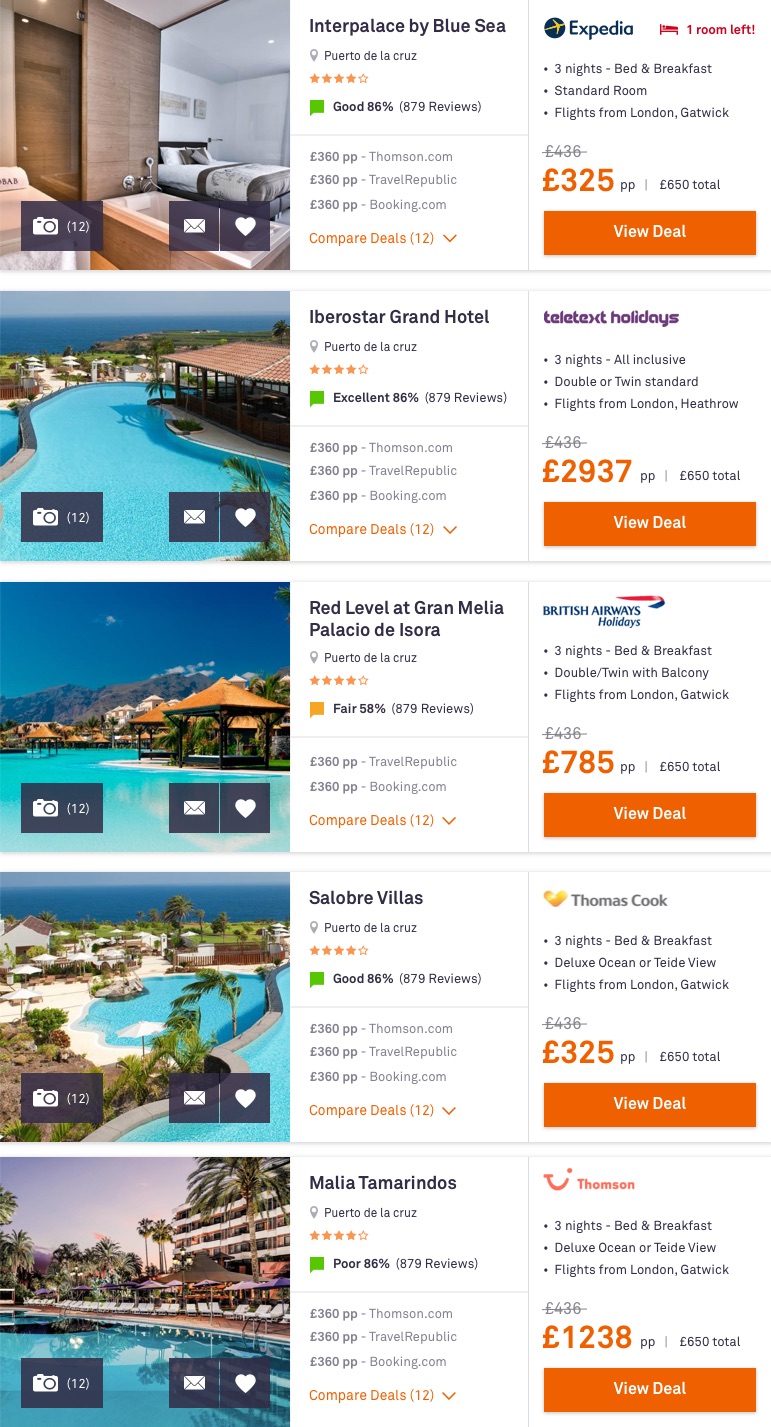 Interpalace by Blue Sea
Puerto de la cruz
Good 86% (879 Reviews)
£360 pp - Thomson.com
£360 pp - TravelRepublic
£360 pp - Booking.com
Compare Deals (12)
(12)
Expedia
1 room left!
• 3 nights - Bed & Breakfast
• Standard Room
• Flights from London, Gatwick
£436
£325 pp | £650 total
View Deal
Iberostar Grand Hotel
Puerto de la cruz
Excellent 86% (879 Reviews)
£360 pp - Thomson.com
£360 pp - TravelRepublic
£360 pp - Booking.com
Compare Deals (12)
(12)
teletext holidays
• 3 nights - All inclusive
• Double or Twin standard
• Flights from London, Heathrow
£436
£2937 pp | £650 total
View Deal
Red Level at Gran Melia
Palacio de Isora
Puerto de la cruz
Fair 58% (879 Reviews)
£360 pp - TravelRepublic
£360 pp - Booking.com
Compare Deals (12)
(12)
BRITISH AIRWAYS
Holidays
• 3 nights - Bed & Breakfast
• Double/Twin with Balcony
• Flights from London, Gatwick
£436
£785 pp | £650 total
View Deal
Salobre Villas
Puerto de la cruz
Good 86% (879 Reviews)
£360 pp - Thomson.com
£360 pp - TravelRepublic
£360 pp - Booking.com
Compare Deals (12)
(12)
Thomas Cook
• 3 nights - Bed & Breakfast
• Deluxe Ocean or Teide View
• Flights from London, Gatwick
£436
£325 pp | £650 total
View Deal
Malia Tamarindos
Puerto de la cruz
Poor 86% (879 Reviews)
£360 pp - Thomson.com
£360 pp - TravelRepublic
£360 pp - Booking.com
Compare Deals (12)
(12)
Thomson
• 3 nights - Bed & Breakfast
• Deluxe Ocean or Teide View
• Flights from London, Gatwick
£436
£1238 pp | £650 total
View Deal